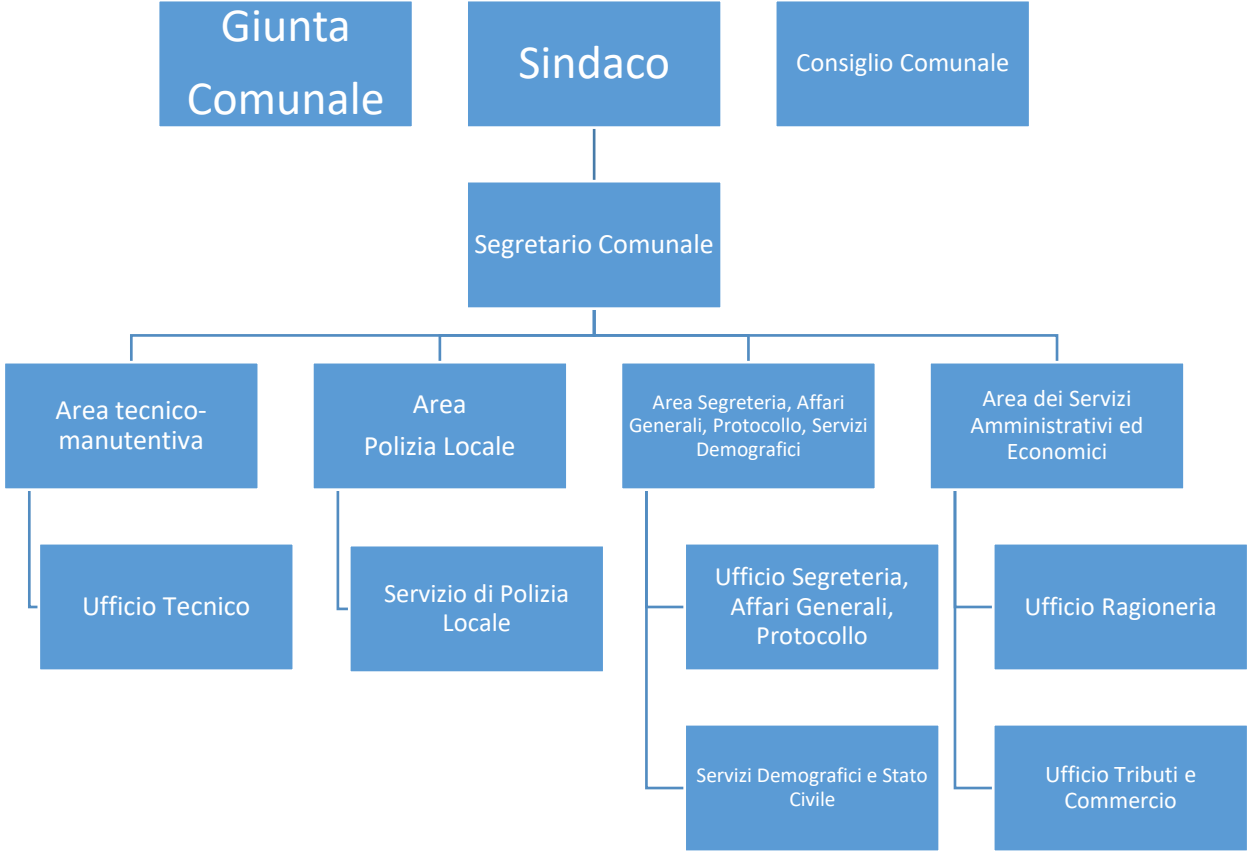 Giunta
Comunale
Sindaco
Consiglio Comunale
Segretario Comunale
Area tecnico-
manutentiva
Area
Polizia Locale
Area Segreteria, Affari
Generali, Protocollo, Servizi
Demografici
Area dei Servizi
Amministrativi ed
Economici
Ufficio Tecnico
Servizio di Polizia
Locale
Ufficio Segreteria,
Affari Generali,
Protocollo
Ufficio Ragioneria
Servizi Demografici e Stato
Civile
Ufficio Tributi e
Commercio